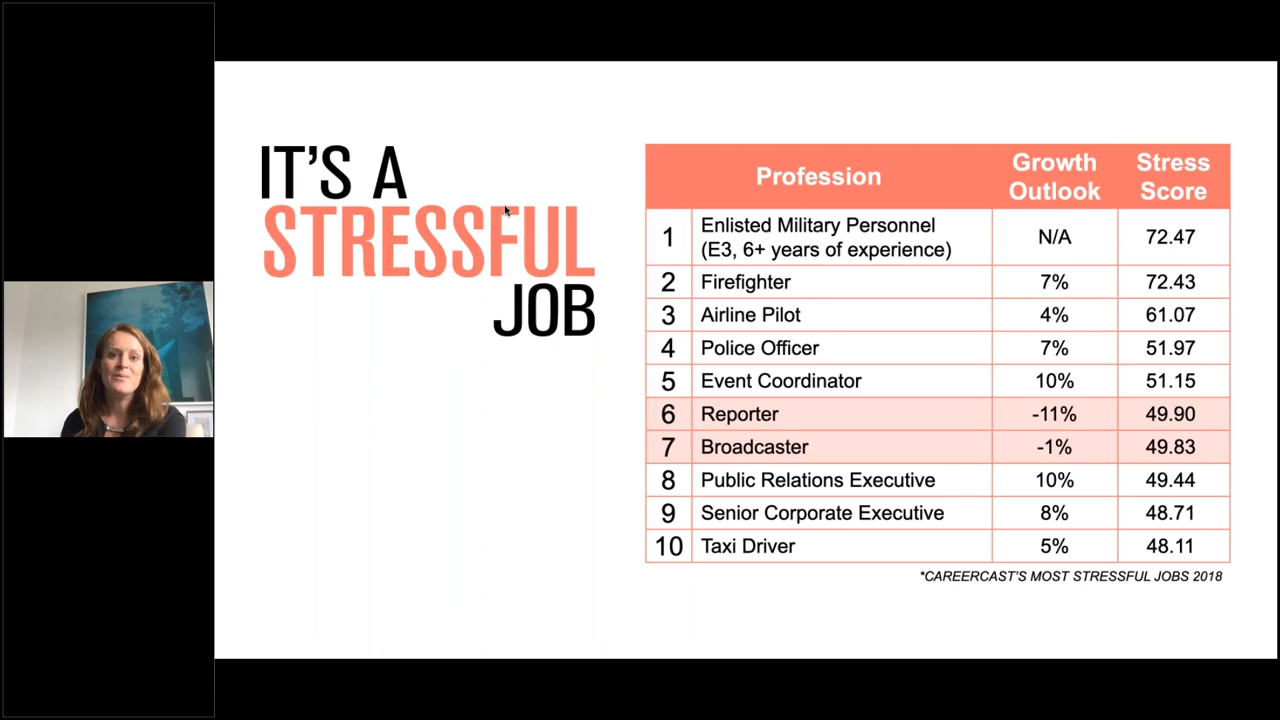 IT'S A
STRESSFUL
JOB
Profession Growth Outlook Stress Score
1 Enlisted Military Personnel (E3, 6+ years of experience) N/A 72.47
2 Firefighter 7% 72.43
3 Airline Pilot 4% 61.07
4 Police Officer 7% 51.97
5 Event Coordinator 10% 51.15
6 Reporter -11% 49.90
7 Broadcaster -1% 49.83
8 Public Relations Executive 10% 49.44
9 Senior Corporate Executive 8% 48.71
10 Taxi Driver 5% 48.11
*CAREERCAST'S MOST STRESSFUL JOBS 2018